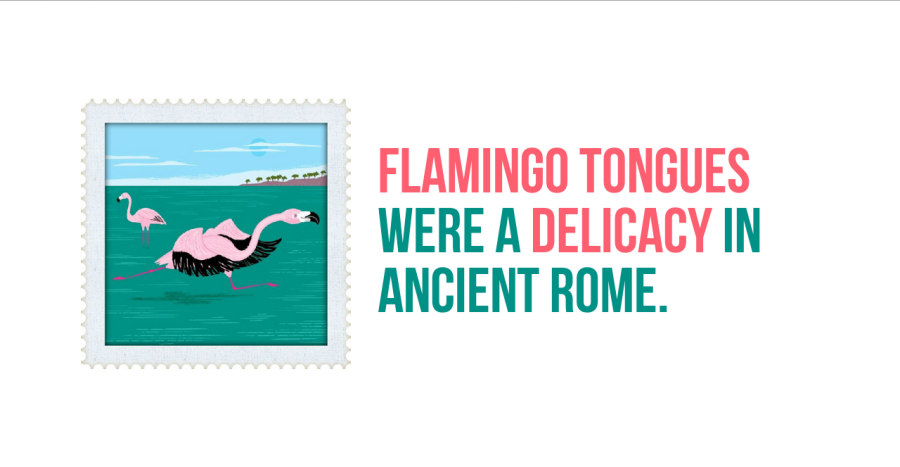 FLAMINGO TONGUES
WERE A DELICACY IN
ANCIENT ROME.